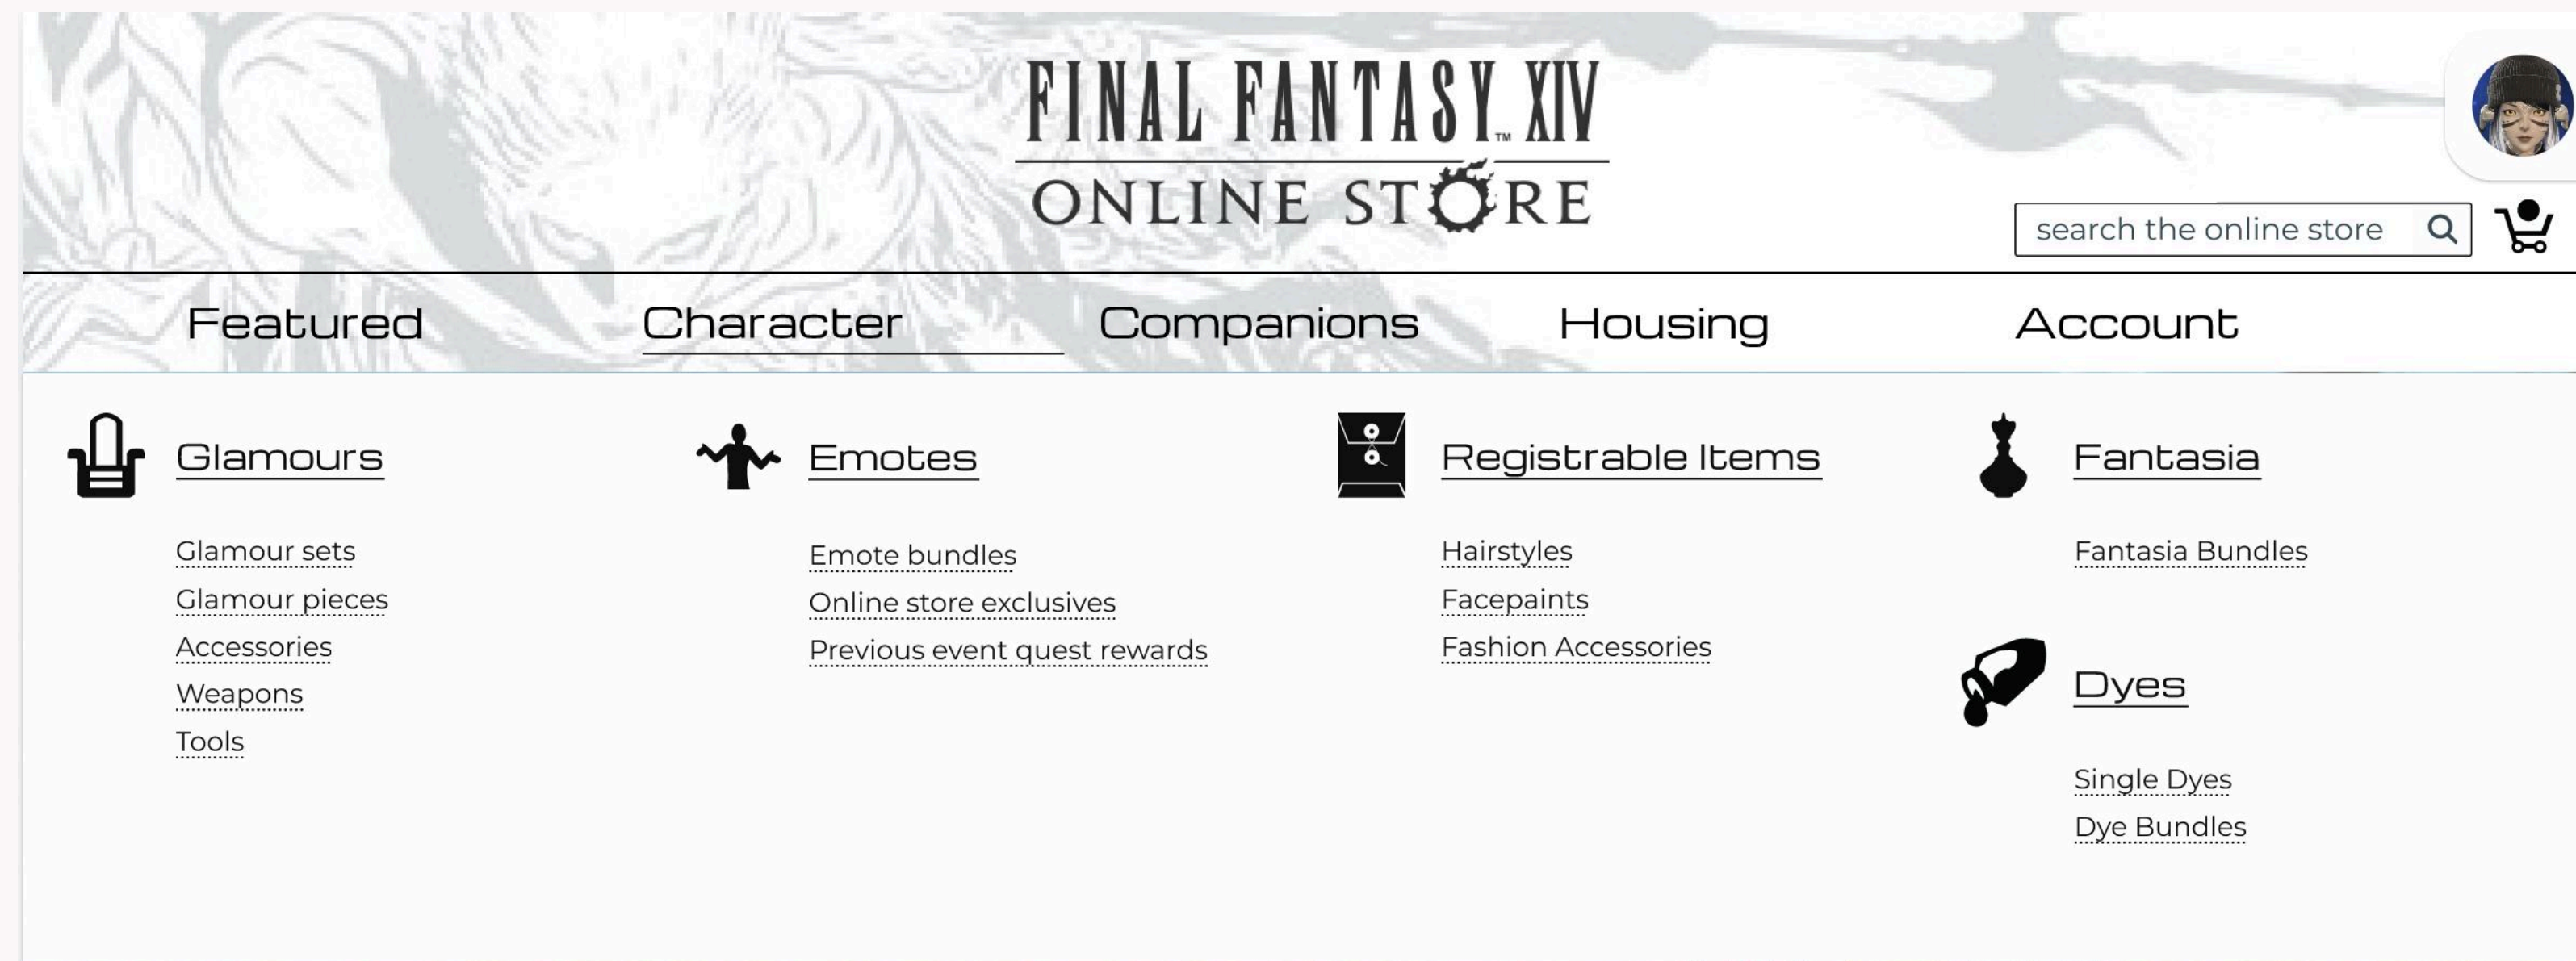 FINAL FANTASY™ XIV
ONLINE STORE
search the online store
Featured
Character
Companions
Housing
Account
Glamours
Glamour sets
Glamour pieces
Accessories
Weapons
Tools
Emotes
Emote bundles
Online store exclusives
Previous event quest rewards
Registrable Items
Hairstyles
Facepaints
Fashion Accessories
Fantasia
Fantasia Bundles
Dyes
Single Dyes
Dye Bundles